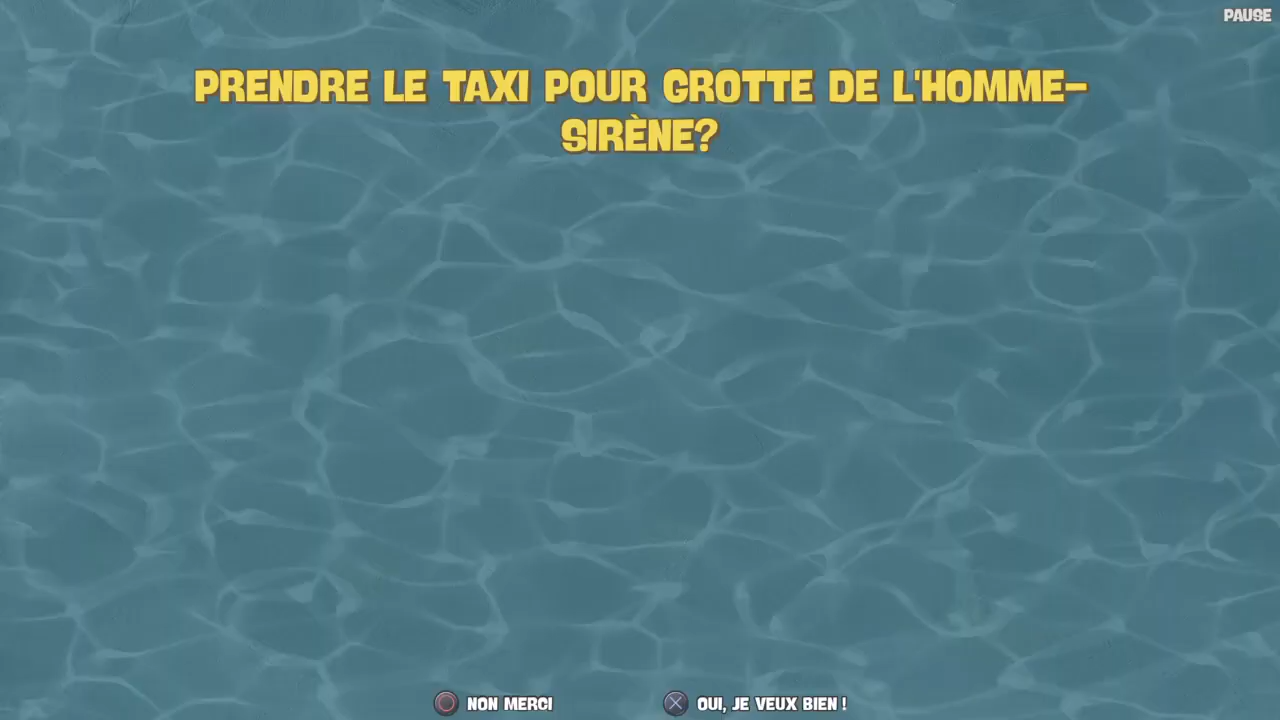 PAUSE
PRENDRE LE TAXI POUR GROTTE DE L'HOMME-
SIRÈNE?
NON MERCI
OUI, JE VEUX BIEN !